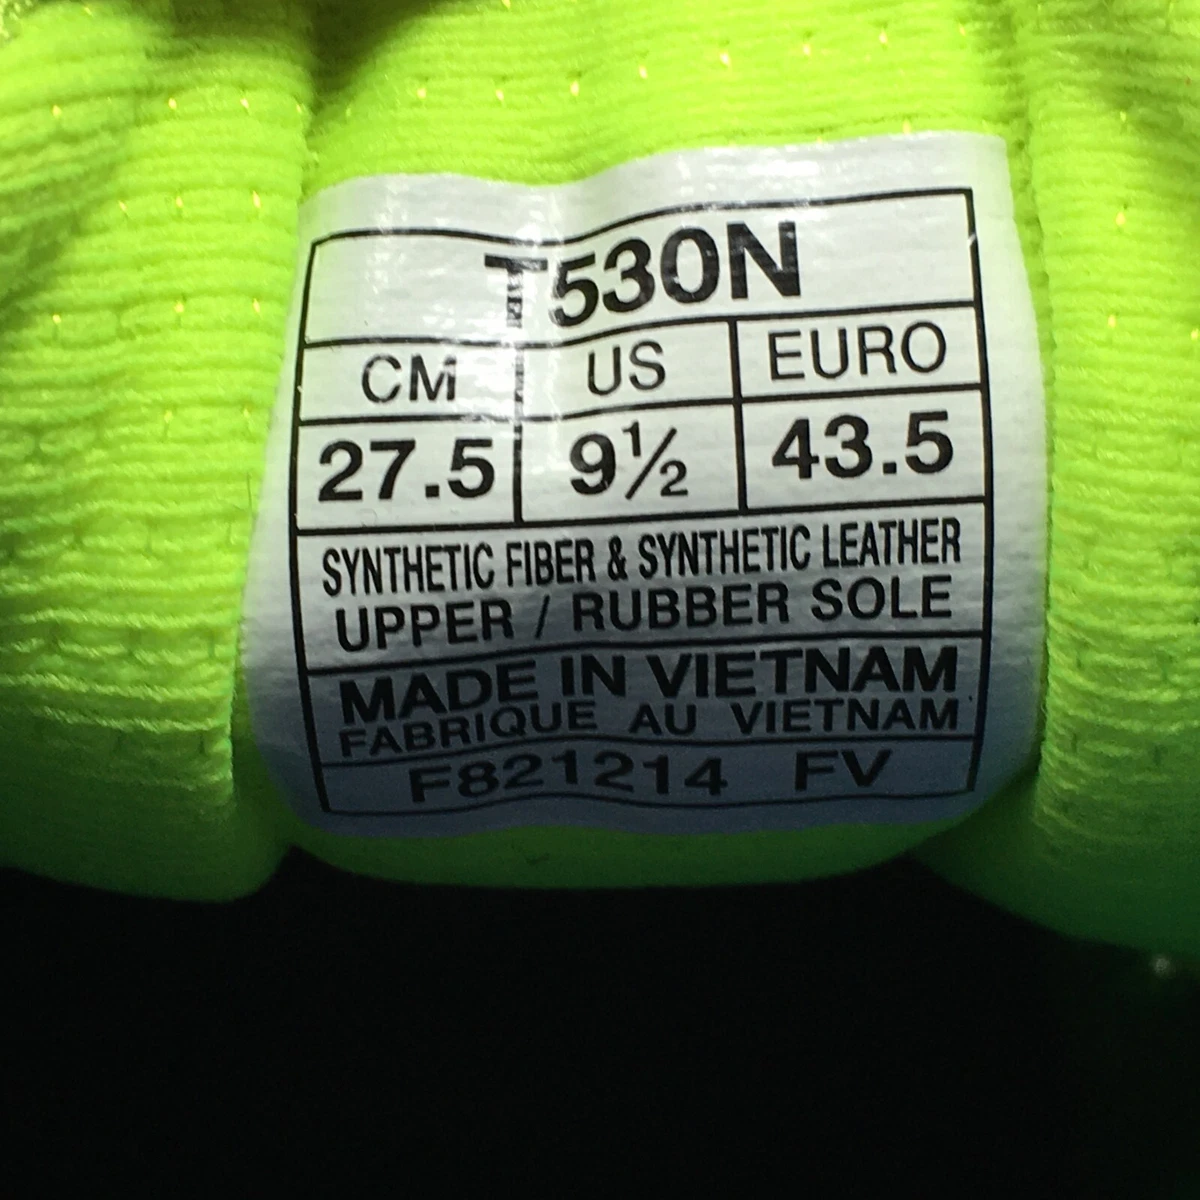 T530N
CM US EURO
27.5 9½ 43.5
SYNTHETIC FIBER & SYNTHETIC LEATHER
UPPER / RUBBER SOLE
MADE IN VIETNAM
FABRIQUE AU VIETNAM
F821214 FV